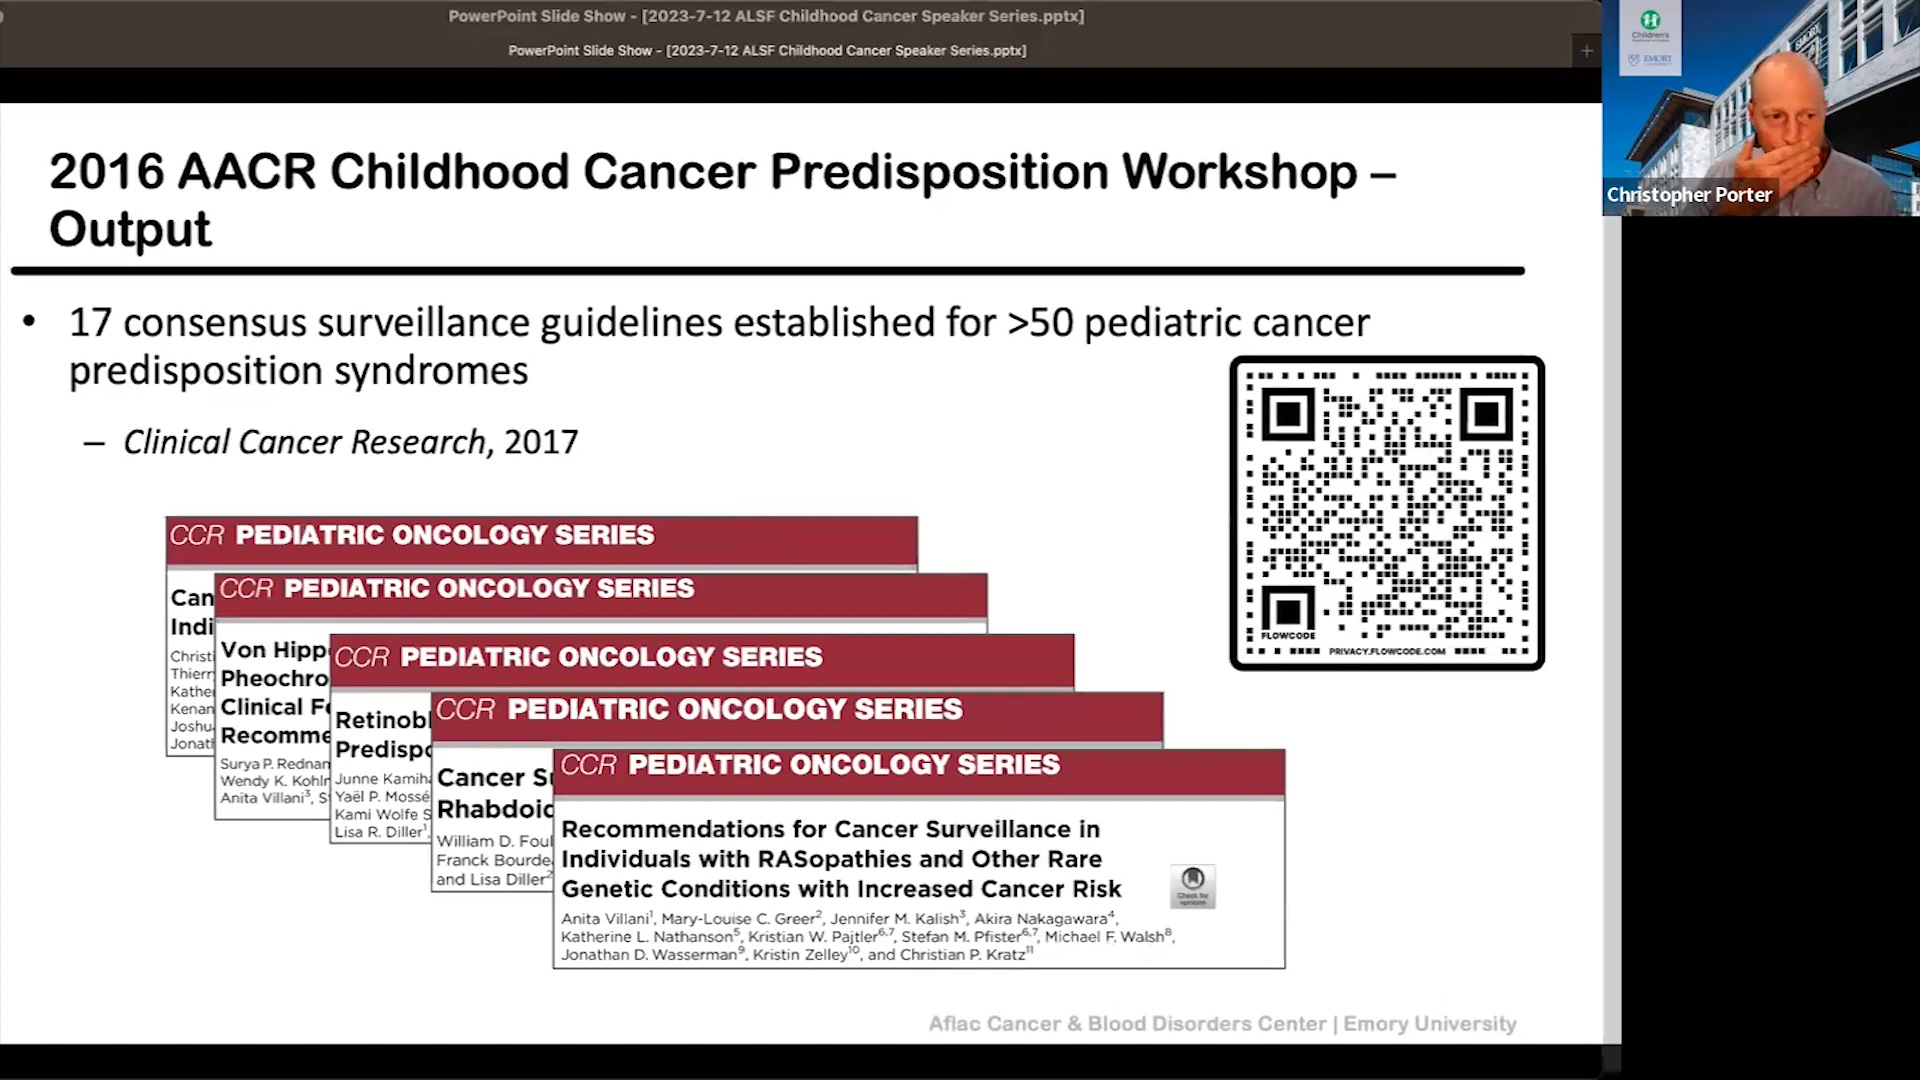 PowerPoint Slide Show - [2023-7-12 ALSF Childhood Cancer Speaker Series.pptx]
PowerPoint Slide Show - [2023-7-12 ALSF Childhood Cancer Speaker Series.pptx]
+
Children's
EMORY
EMORY
Christopher Porter
2016 AACR Childhood Cancer Predisposition Workshop –
Output
• 17 consensus surveillance guidelines established for >50 pediatric cancer
predisposition syndromes
– Clinical Cancer Research, 2017
FLOWCODE
PRIVACY.FLOWCODE.COM
CCR PEDIATRIC ONCOLOGY SERIES
Can
Indi
Christi
Thierr
Kathe
Kenan
Joshu
Jonat
CCR PEDIATRIC ONCOLOGY SERIES
Von Hipp
Pheochro
Clinical Fe
Recomme
Surya P. Rednam
Wendy K. Kohlm
Anita Villani³, S
CCR PEDIATRIC ONCOLOGY SERIES
Retinobl
Predispo
Junne Kamiha
Yaël P. Mossé
Kami Wolfe S
Lisa R. Diller¹,
CCR PEDIATRIC ONCOLOGY SERIES
Cancer Su
Rhabdoid
William D. Foul
Franck Bourde
and Lisa Diller²
CCR PEDIATRIC ONCOLOGY SERIES
Recommendations for Cancer Surveillance in
Individuals with RASopathies and Other Rare
Genetic Conditions with Increased Cancer Risk
Check for
updates
Anita Villani¹, Mary-Louise C. Greer², Jennifer M. Kalish³, Akira Nakagawara⁴,
Katherine L. Nathanson⁵, Kristian W. Pajtler⁶,⁷, Stefan M. Pfister⁶,⁷, Michael F. Walsh⁸,
Jonathan D. Wasserman⁹, Kristin Zelley¹⁰, and Christian P. Kratz¹¹
Aflac Cancer & Blood Disorders Center | Emory University